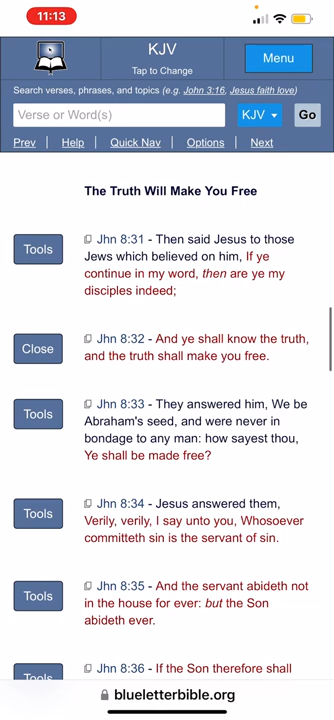 11:13
KJV
Tap to Change
Menu
Search verses, phrases, and topics (e.g. John 3:16, Jesus faith love)
Verse or Word(s)
KJV
Go
Prev
Help
Quick Nav
Options
Next
The Truth Will Make You Free
Tools
Jhn 8:31 - Then said Jesus to those
Jews which believed on him, If ye
continue in my word, then are ye my
disciples indeed;
Close
Jhn 8:32 - And ye shall know the truth,
and the truth shall make you free.
Tools
Jhn 8:33 - They answered him, We be
Abraham's seed, and were never in
bondage to any man: how sayest thou,
Ye shall be made free?
Tools
Jhn 8:34 - Jesus answered them,
Verily, verily, I say unto you, Whosoever
committeth sin is the servant of sin.
Tools
Jhn 8:35 - And the servant abideth not
in the house for ever: but the Son
abideth ever.
Tools
Jhn 8:36 - If the Son therefore shall
blueletterbible.org